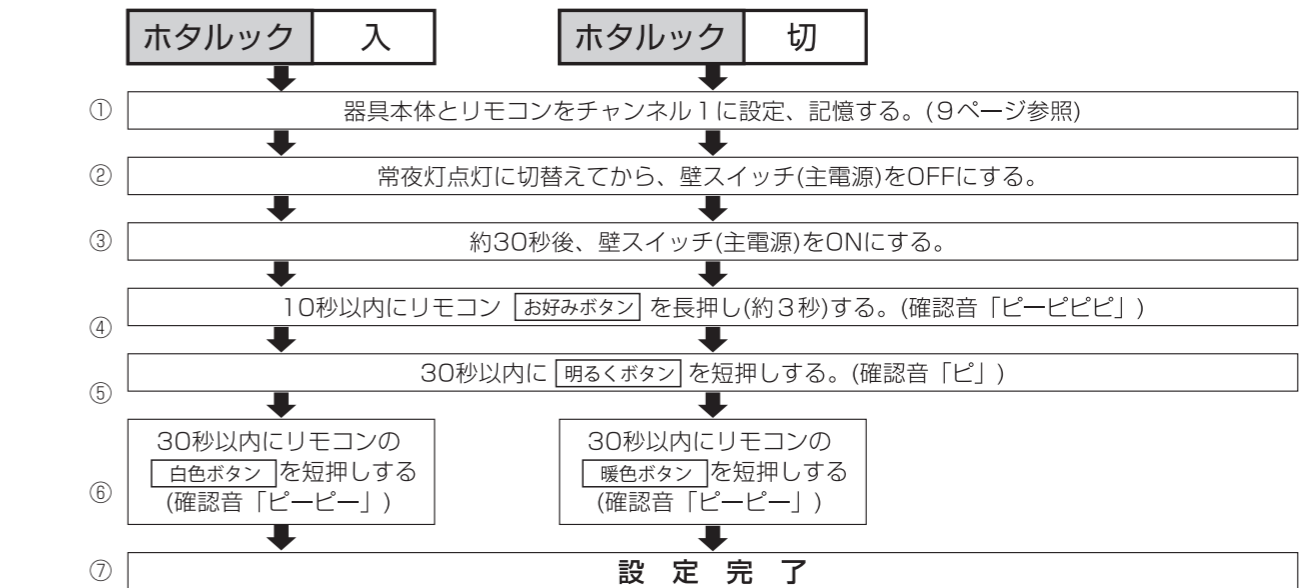 ホタルック 入 ホタルック 切
① 器具本体とリモコンをチャンネル1に設定、記憶する。(9ページ参照)
② 常夜灯点灯に切替えてから、壁スイッチ(主電源)をOFFにする。
③ 約30秒後、壁スイッチ(主電源)をONにする。
④ 10秒以内にリモコン お好みボタン を長押し(約3秒)する。(確認音「ピーピピピ」)
⑤ 30秒以内に 明るくボタン を短押しする。(確認音「ピ」)
⑥ 30秒以内にリモコンの
白色ボタン を短押しする
(確認音「ピーピー」)
30秒以内にリモコンの
暖色ボタン を短押しする
(確認音「ピーピー」)
⑦ 設 定 完 了